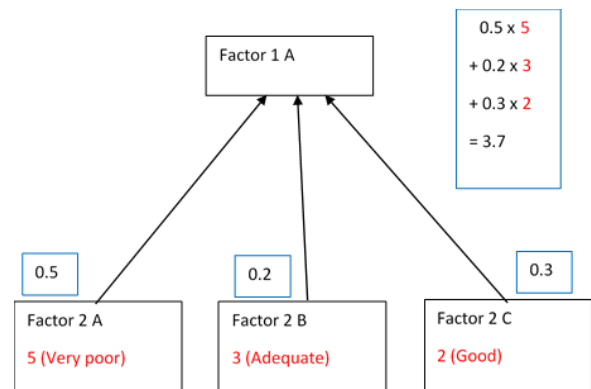 Factor 1 A
0.5 x 5
+ 0.2 x 3
+ 0.3 x 2
= 3.7
0.5
0.2
0.3
Factor 2 A
5 (Very poor)
Factor 2 B
3 (Adequate)
Factor 2 C
2 (Good)